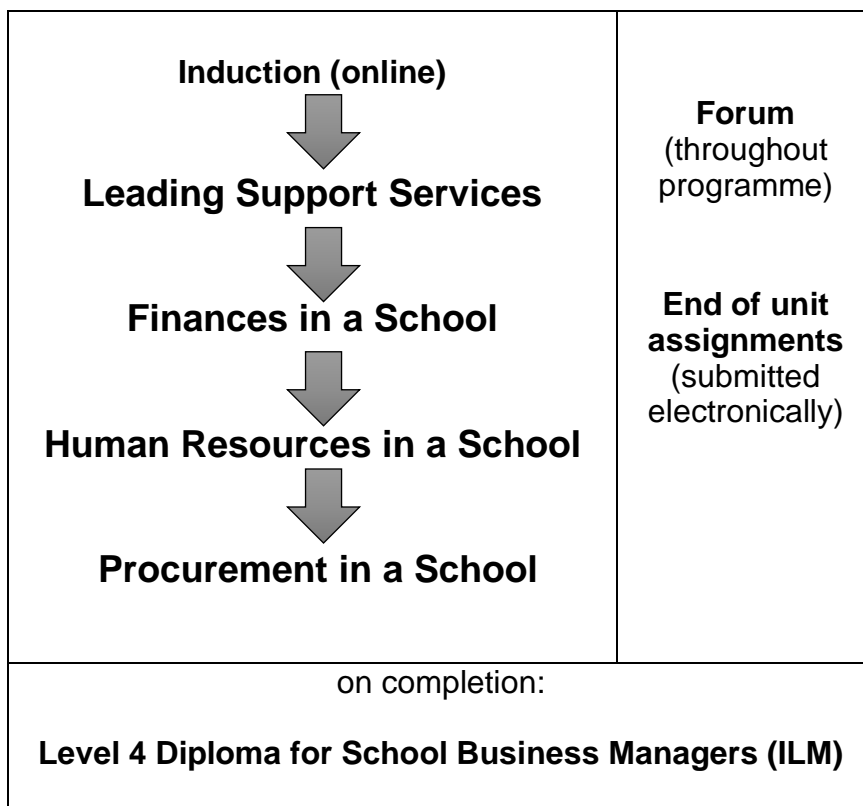 Induction (online)
Leading Support Services
Finances in a School
Human Resources in a School
Procurement in a School
Forum
(throughout
programme)
End of unit
assignments
(submitted
electronically)
on completion:
Level 4 Diploma for School Business Managers (ILM)